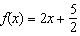 f(x) = 2x + 5/2